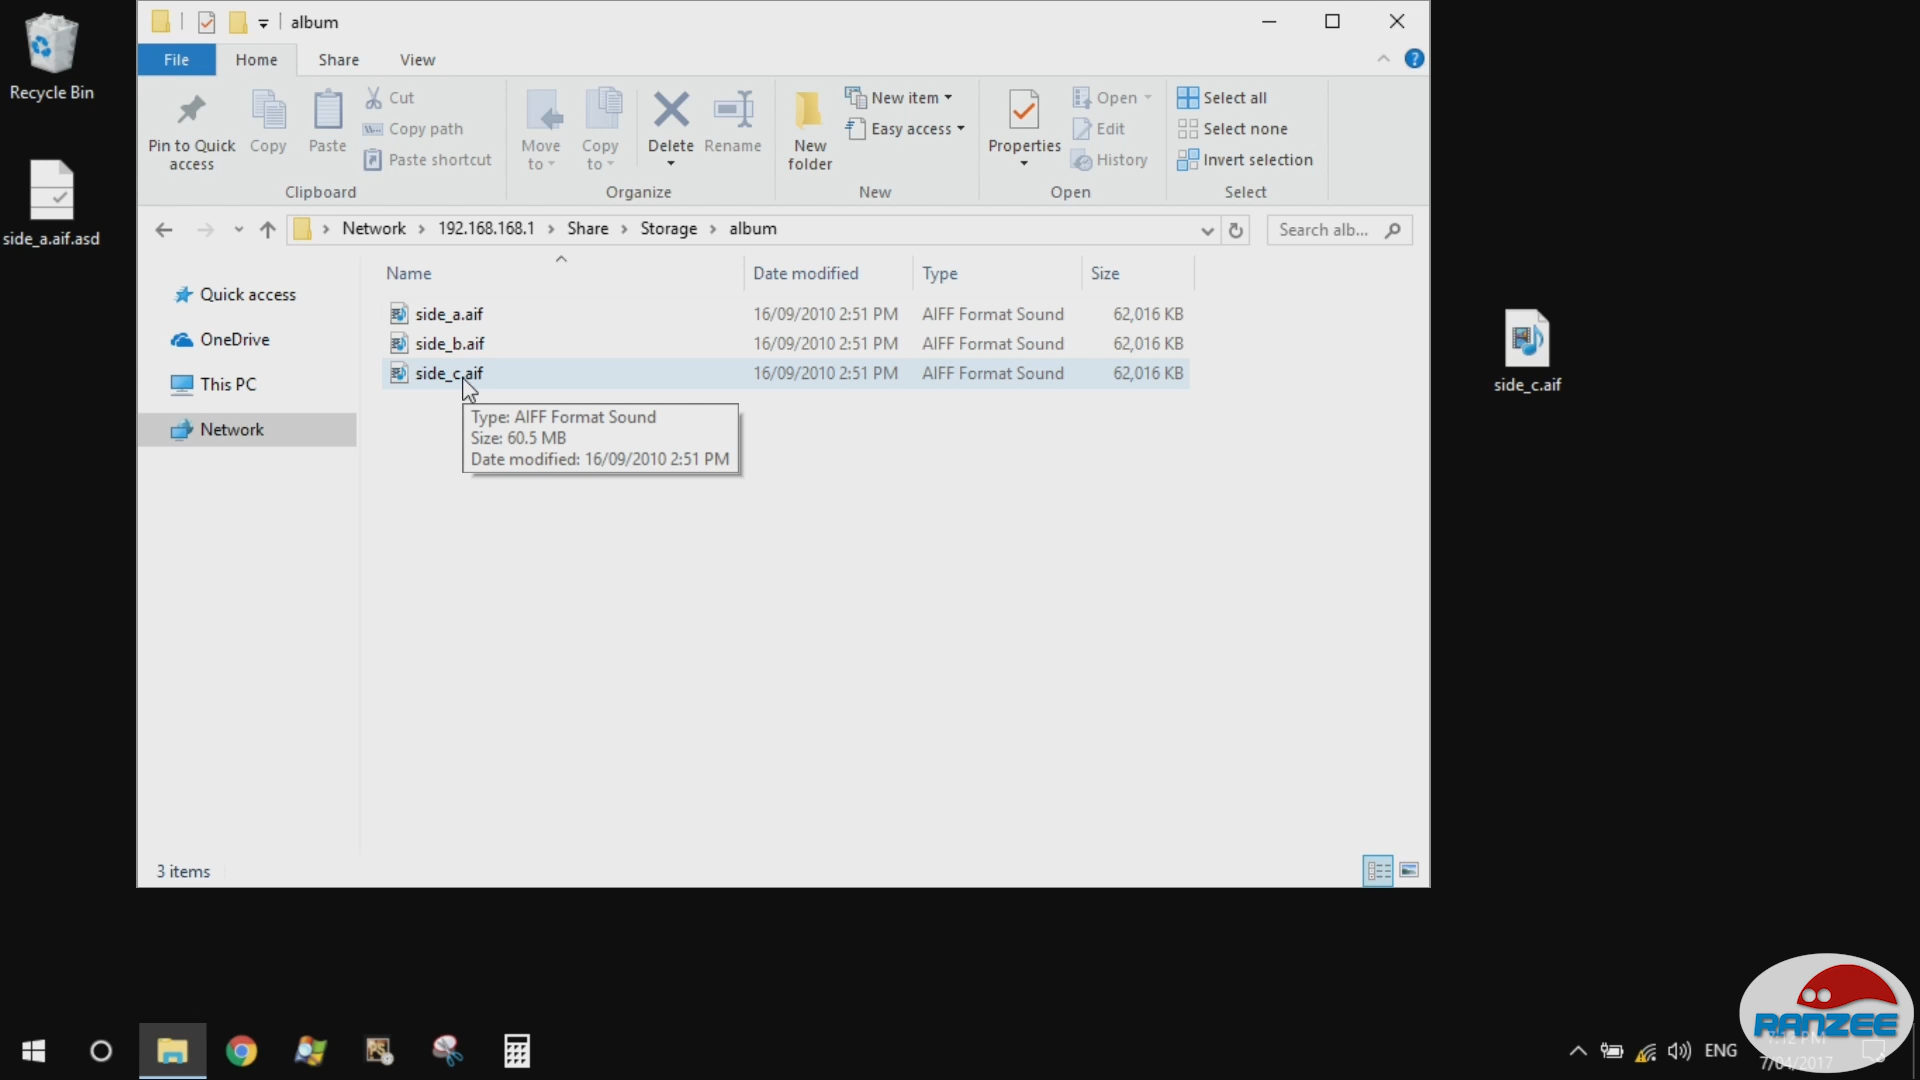 Recycle Bin
side_a.aif.asd
album
File
Home
Share
View
Pin to Quick
access
Copy
Paste
Cut
Copy path
Paste shortcut
Clipboard
Move
to
Copy
to
Delete
Rename
Organize
New
folder
New item
Easy access
New
Properties
Open
Edit
History
Open
Select all
Select none
Invert selection
Select
Network
192.168.168.1
Share
Storage
album
Search alb...
Quick access
OneDrive
This PC
Network
Name
Date modified
Type
Size
side_a.aif 16/09/2010 2:51 PM AIFF Format Sound 62,016 KB
side_b.aif 16/09/2010 2:51 PM AIFF Format Sound 62,016 KB
side_c.aif 16/09/2010 2:51 PM AIFF Format Sound 62,016 KB
Type: AIFF Format Sound
Size: 60.5 MB
Date modified: 16/09/2010 2:51 PM
3 items
side_c.aif
ENG
RANZEE
7:12 PM
7/04/2017